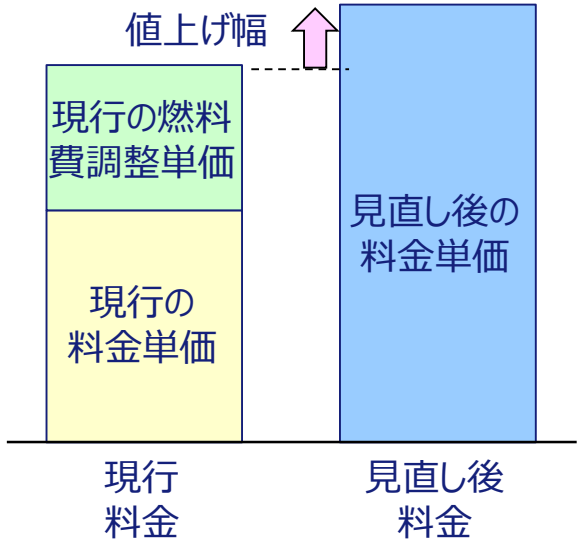 値上げ幅
現行の燃料
費調整単価
現行の
料金単価
見直し後の
料金単価
現行
料金
見直し後
料金